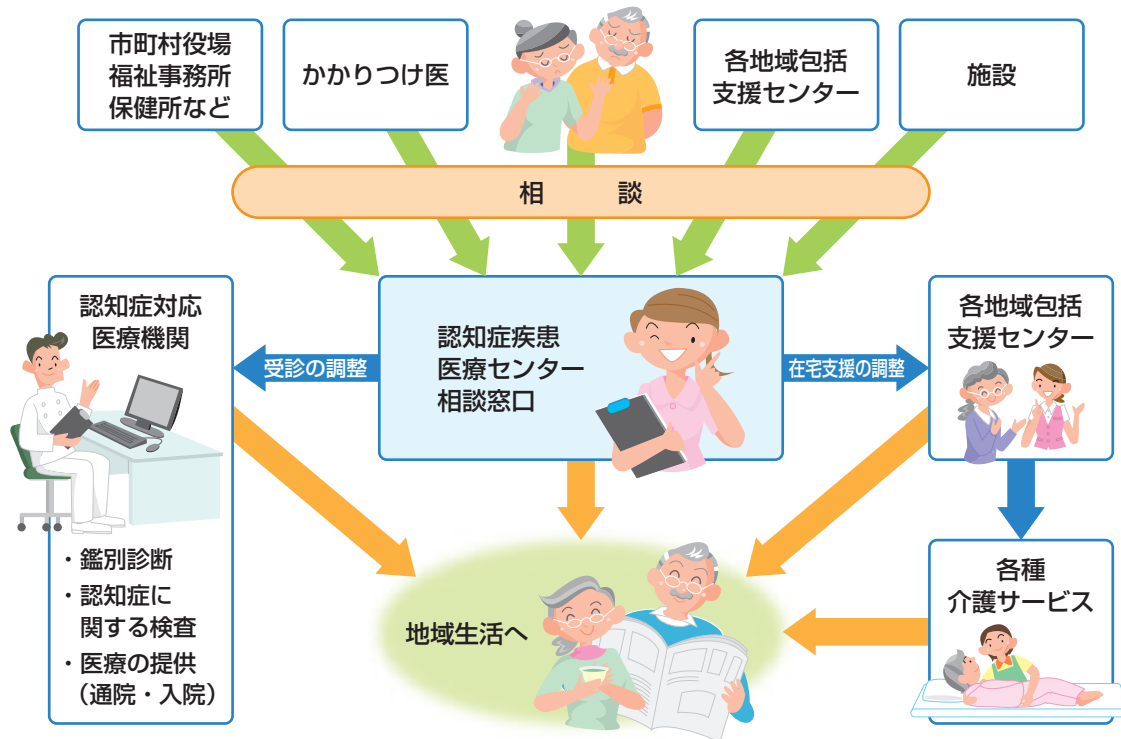 市町村役場
福祉事務所
保健所など
かかりつけ医
各地域包括
支援センター
施設
相　談
認知症対応
医療機関
受診の調整
認知症疾患
医療センター
相談窓口
在宅支援の調整
各地域包括
支援センター
・鑑別診断
・認知症に
関する検査
・医療の提供
（通院・入院）
地域生活へ
各種
介護サービス